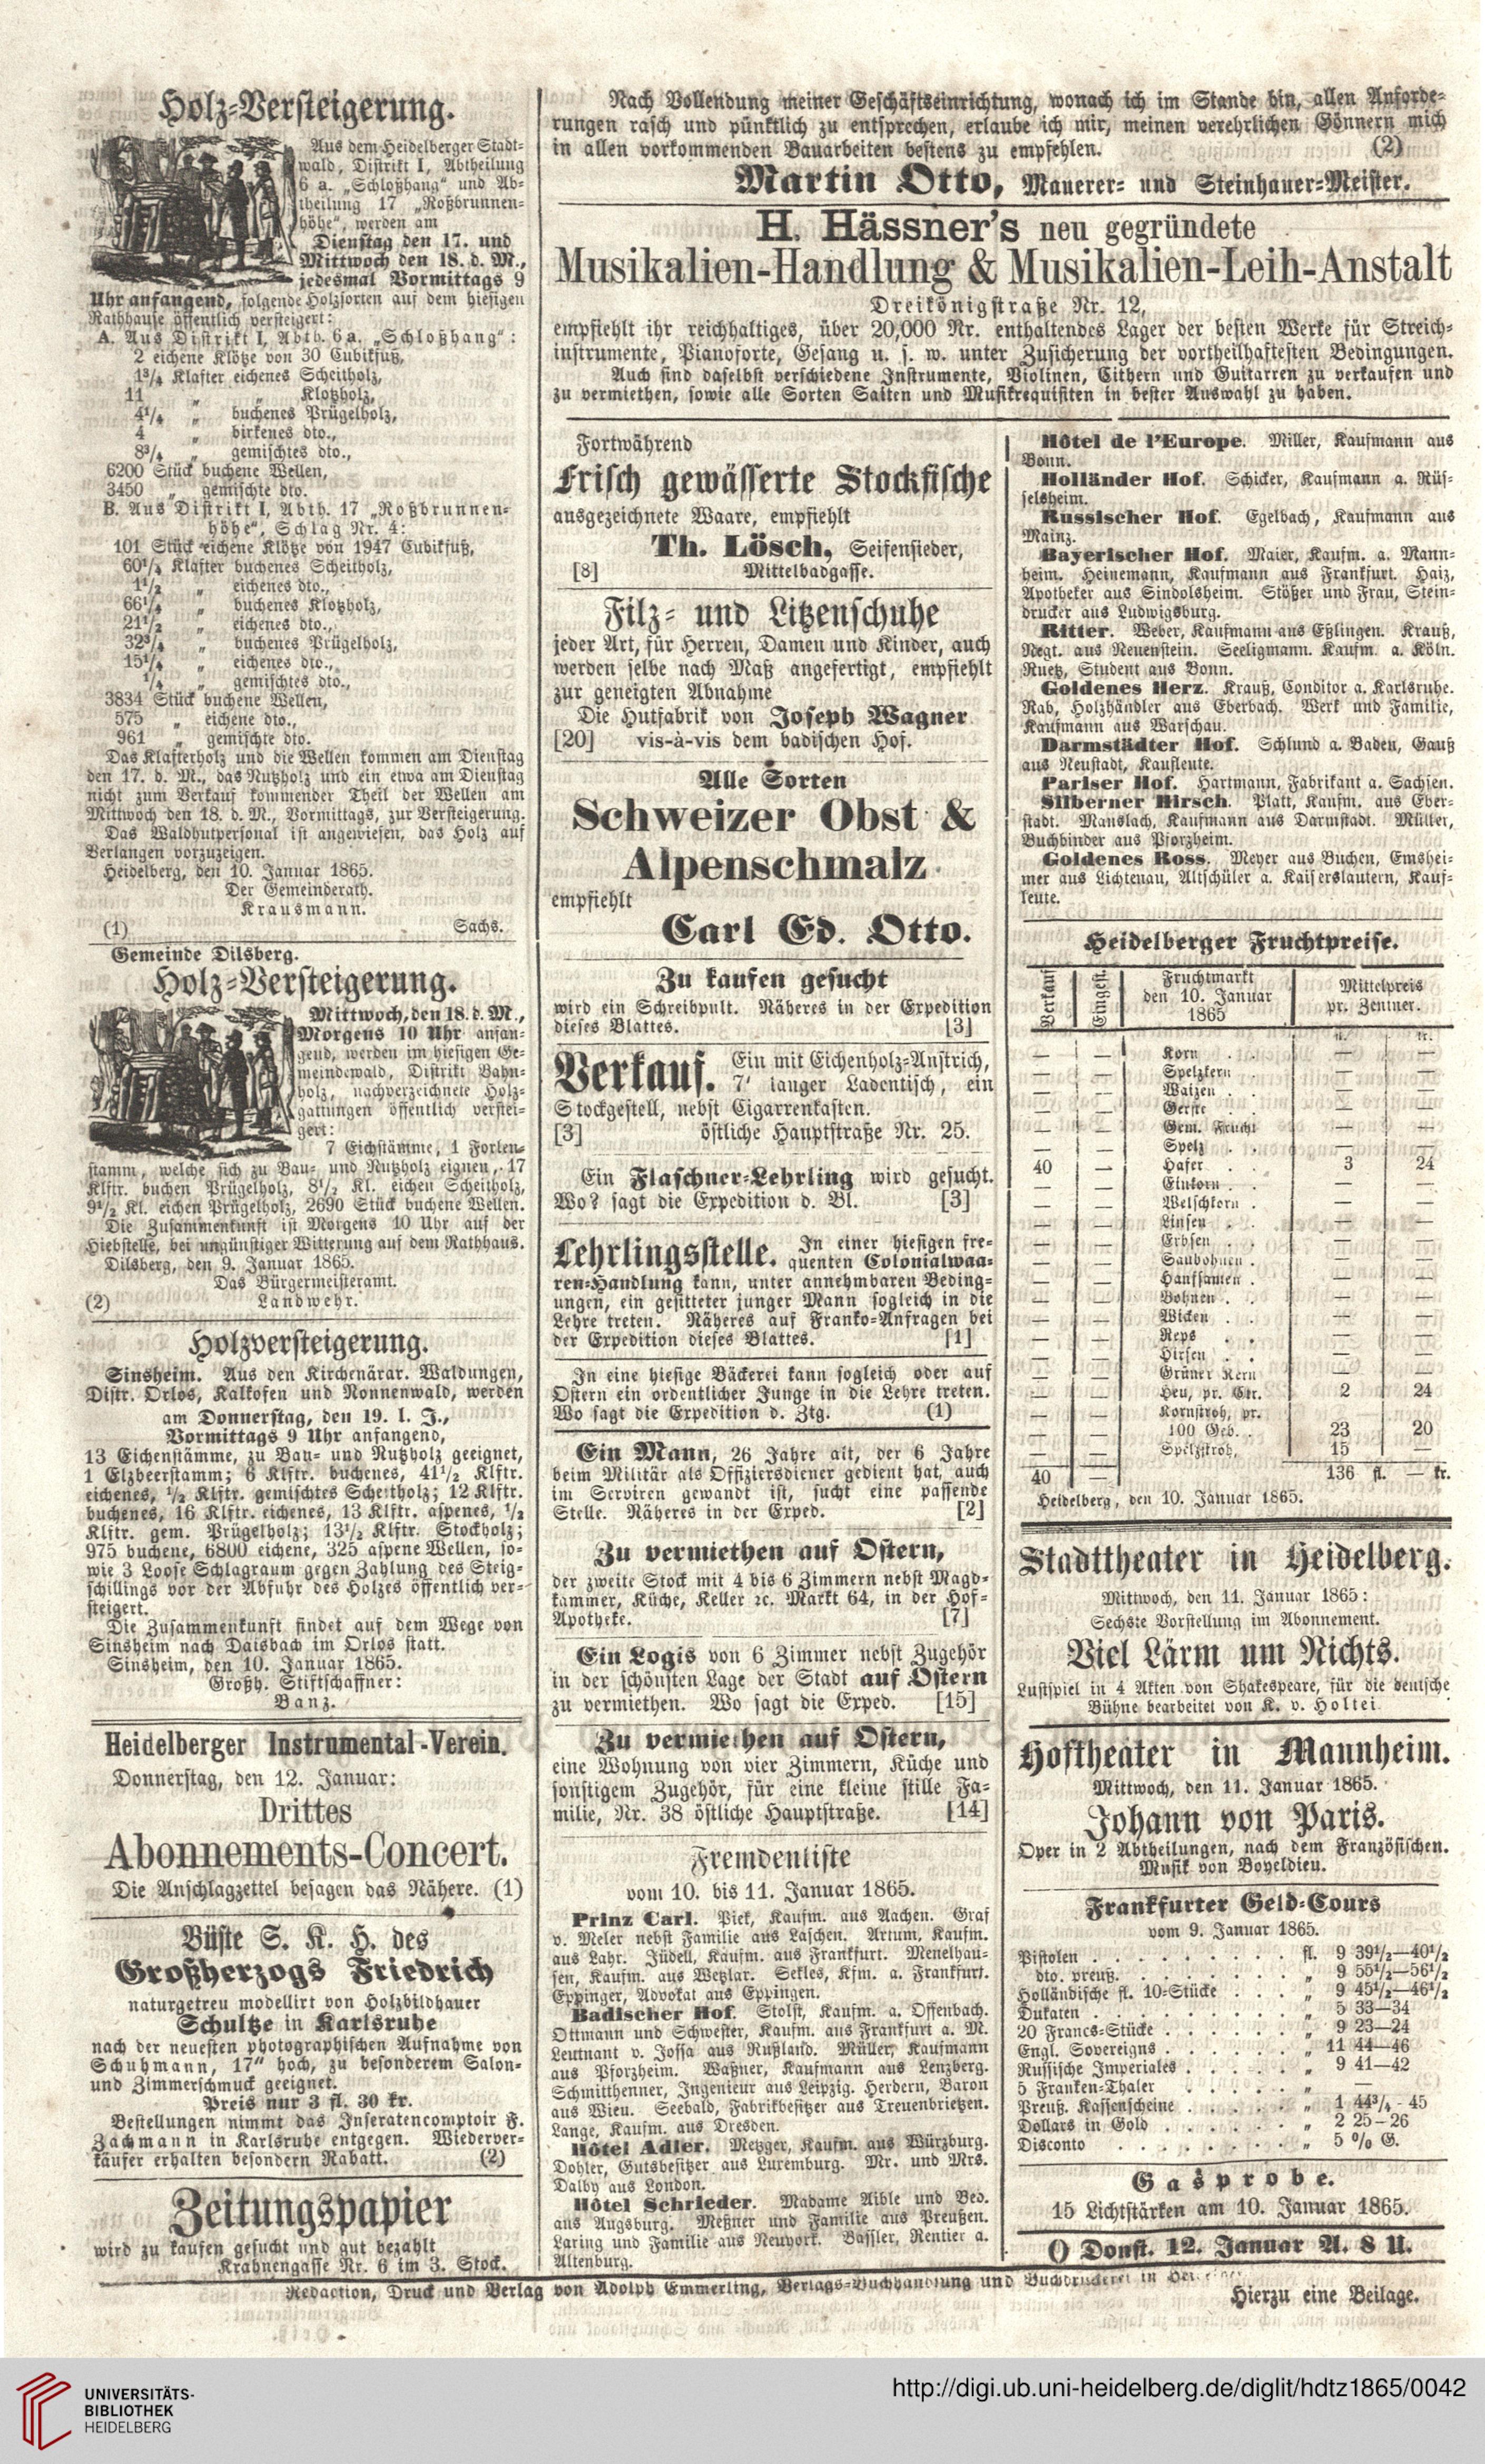 Holz-Versteigerung.
Aus dem Heidelberger Stadt-
wald, Distrikt I, Abtheilung
6 a. „Schloßhang“ und Ab-
theilung 17 „Roßbrunnen-
höhe“, werden am
Dienstag den 17. und
Mittwoch den 18. d. M.,
jedesmal Vormittags 9
Uhr anfangend, folgende Holzsorten auf dem hiesigen
Rathhause öffentlich versteigert:
A. Aus Distrikt I, Abth. 6 a. „Schloßhang“:
2 eichene Klötze von 30 Cubikfuß,
1³/₄ Klafter eichenes Scheitholz,
11 „ „ Klotzholz,
4¹/₄ „ buchenes Prügelholz,
4 „ birkenes dto.,
8³/₄ „ gemischtes dto.,
6200 Stück buchene Wellen,
3450 „ gemischte dto.
B. Aus Distrikt I, Abth. 17 „Roßbrunnen-
höhe“, Schlag Nr. 4:
101 Stück eichene Klötze von 1947 Cubikfuß,
60¹/₄ Klafter buchenes Scheitholz,
1¹/₂ „ eichenes dto.,
66¹/₄ „ buchenes Klotzholz,
21¹/₂ „ eichenes dto.,
32³/₄ „ buchenes Prügelholz,
15¹/₄ „ eichenes dto.,
¹/₄ „ gemischtes dto.,
3834 Stück buchene Wellen,
575 „ eichene dto.,
961 „ gemischte dto.
Das Klafterholz und die Wellen kommen am Dienstag
den 17. d. M., das Nutzholz und ein etwa am Dienstag
nicht zum Verkauf kommender Theil der Wellen am
Mittwoch den 18. d. M., Vormittags, zur Versteigerung.
Das Waldhutpersonal ist angewiesen, das Holz auf
Verlangen vorzuzeigen.
Heidelberg, den 10. Januar 1865.
Der Gemeinderath.
Krausmann.
(1) Sachs.
Gemeinde Dilsberg.
Holz-Versteigerung.
Mittwoch, den 18. d. M.,
Morgens 10 Uhr anfan-
gend, werden im hiesigen Ge-
meindewald, Distrikt Bahn-
holz, nachverzeichnete Holz-
gattungen öffentlich verstei-
gert:
7 Eichstämme, 1 Forlen-
stamm, welche sich zu Bau- und Nutzholz eignen, 17
Klftr. buchen Prügelholz, 8¹/₂ Kl. eichen Scheitholz,
9¹/₂ Kl. eichen Prügelholz, 2690 Stück buchene Wellen.
Die Zusammenkunft ist Morgens 10 Uhr auf der
Hiebstelle, bei ungünstiger Witterung auf dem Rathhaus.
Dilsberg, den 9. Januar 1865.
Das Bürgermeisteramt.
(2) Landwehr.
Holzversteigerung.
Sinsheim. Aus den Kirchenärar. Waldungen,
Distr. Orlos, Kalkofen und Nonnenwald, werden
am Donnerstag, den 19. l. J.,
Vormittags 9 Uhr anfangend,
13 Eichenstämme, zu Bau- und Nutzholz geeignet,
1 Elzbeerstamm; 6 Klftr. buchenes, 41¹/₂ Klftr.
eichenes, ¹/₂ Klftr. gemischtes Scheitholz; 12 Klftr.
buchenes, 16 Klftr. eichenes, 13 Klftr. aspenes, ¹/₂
Klftr. gem. Prügelholz; 13¹/₂ Klftr. Stockholz;
975 buchene, 6800 eichene, 325 aspene Wellen, so-
wie 3 Loose Schlagraum gegen Zahlung des Steig-
schillings vor der Abfuhr des Holzes öffentlich ver-
steigert.
Die Zusammenkunft findet auf dem Wege von
Sinsheim nach Daisbach im Orlos statt.
Sinsheim, den 10. Januar 1865.
Großh. Stiftschaffner:
Banz.
Heidelberger Instrumental-Verein.
Donnerstag, den 12. Januar:
Drittes
Abonnements-Concert.
Die Anschlagzettel besagen das Nähere. (1)
Büste S. K. H. des
Großherzogs Friedrich
naturgetreu modellirt von Holzbildhauer
Schultze in Karlsruhe
nach der neuesten photographischen Aufnahme von
Schuhmann, 17“ hoch, zu besonderem Salon-
und Zimmerschmuck geeignet.
Preis nur 3 fl. 30 kr.
Bestellungen nimmt das Inseratencomptoir F.
Zachmann in Karlsruhe entgegen. Wiederver-
käufer erhalten besondern Rabatt. (2)
Zeitungspapier
wird zu kaufen gesucht und gut bezahlt
Krahnengasse Nr. 6 im 3. Stock.
Nach Vollendung meiner Geschäftseinrichtung, wonach ich im Stande bin, allen Anforde-
rungen rasch und pünktlich zu entsprechen, erlaube ich mir, meinen verehrlichen Gönnern mich
in allen vorkommenden Bauarbeiten bestens zu empfehlen. (2)
Martin Otto, Maurer- und Steinhauer-Meister.
H. Hässner's neu gegründete
Musikalien-Handlung & Musikalien-Leih-Anstalt
Dreikönigstraße Nr. 12,
empfiehlt ihr reichhaltiges, über 20,000 Nr. enthaltendes Lager der besten Werke für Streich-
instrumente, Pianoforte, Gesang u. s. w. unter Zusicherung der vortheilhaftesten Bedingungen.
Auch sind daselbst verschiedene Instrumente, Violinen, Cithern und Guitarren zu verkaufen und
zu vermiethen, sowie alle Sorten Saiten und Musikrequisiten in bester Auswahl zu haben.
Fortwährend
frisch gewässerte Stockfische
ausgezeichnete Waare, empfiehlt
Th. Lösch, Seifensieder,
[8] Mittelbadgasse.
Filz- und Litzenschuhe
jeder Art, für Herren, Damen und Kinder, auch
werden selbe nach Maß angefertigt, empfiehlt
zur geneigten Abnahme
Die Hutfabrik von Joseph Wagner
[20] vis-à-vis dem badischen Hof.
Alle Sorten
Schweizer Obst &
Alpenschmalz
empfiehlt
Carl Ed. Otto.
Zu kaufen gesucht
wird ein Schreibpult. Näheres in der Expedition
dieses Blattes. [3]
Verkauf. Ein mit Eichenholz-Anstrich,
7' langer Ladentisch, ein
Stockgestell, nebst Cigarrenkasten.
[3] östliche Hauptstraße Nr. 25.
Ein Flaschner-Lehrling wird gesucht.
Wo? sagt die Expedition d. Bl. [3]
Lehrlingsstelle. In einer hiesigen fre-
quenten Colonialwaa-
ren-Handlung kann, unter annehmbaren Beding-
ungen, ein gesitteter junger Mann sogleich in die
Lehre treten. Näheres auf Franko-Anfragen bei
der Expedition dieses Blattes. [1]
In eine hiesige Bäckerei kann sogleich oder auf
Ostern ein ordentlicher Junge in die Lehre treten.
Wo sagt die Expedition d. Ztg. (1)
Ein Mann, 26 Jahre alt, der 6 Jahre
beim Militär als Offiziersdiener gedient hat, auch
im Serviren gewandt ist, sucht eine passende
Stelle. Näheres in der Exped. [2]
Zu vermiethen auf Ostern,
der zweite Stock mit 4 bis 6 Zimmern nebst Magd-
kammer, Küche, Keller ꝛc. Markt 64, in der Hof-
Apotheke. [7]
Ein Logis von 6 Zimmer nebst Zugehör
in der schönsten Lage der Stadt auf Ostern
zu vermiethen. Wo sagt die Exped. [15]
Zu vermiethen auf Ostern,
eine Wohnung von vier Zimmern, Küche und
sonstigem Zugehör, für eine kleine stille Fa-
milie, Nr. 38 östliche Hauptstraße. [14]
Fremdenliste
vom 10. bis 11. Januar 1865.
Prinz Carl. Piek, Kaufm. aus Aachen. Graf
v. Meler nebst Familie aus Laschen. Artum, Kaufm.
aus Lahr. Jüdell, Kaufm. aus Frankfurt. Menelhau-
sen, Kaufm. aus Wetzlar. Sekles, Kfm. a. Frankfurt.
Eppinger, Advokat aus Eppingen.
Badischer Hof. Stolst, Kaufm. a. Offenbach.
Ottmann und Schwester, Kaufm. aus Frankfurt a. M.
Leutnant v. Jossa aus Rußland. Müller, Kaufmann
aus Pforzheim. Waßner, Kaufmann aus Lenzberg.
Schmitthenner, Ingenieur aus Leipzig. Herdern, Baron
aus Wien. Seebald, Fabrikbesitzer aus Treuenbrietzen.
Lange, Kaufm. aus Dresden.
Hôtel Adler. Metzger, Kaufm. aus Würzburg.
Dohler, Gutsbesitzer aus Luxemburg. Mr. und Mrs.
Dalby aus London.
Hôtel Schrieder. Madame Aible und Bed.
aus Augsburg. Meßner und Familie aus Preußen.
Laring und Familie aus Neuyork. Bassler, Rentier a.
Altenburg.
Hôtel de l'Europe. Miller, Kaufmann aus
Bonn.
Holländer Hof. Schicker, Kaufmann a. Rüs-
selsheim.
Russischer Hof. Egelbach, Kaufmann aus
Mainz.
Bayerischer Hof. Maier, Kaufm. a. Mann-
heim. Heinemann, Kaufmann aus Frankfurt. Haiz,
Apotheker aus Sindolsheim. Stößer und Frau, Stein-
drucker aus Ludwigsburg.
Ritter. Weber, Kaufmann aus Eßlingen. Krauß,
Negt. aus Neuenstein. Seeligmann. Kaufm. a. Köln.
Ruetz, Student aus Bonn.
Goldenes Herz. Krauß, Conditor a. Karlsruhe.
Rab, Holzhändler aus Eberbach. Werk und Familie,
Kaufmann aus Warschau.
Darmstädter Hof. Schlund a. Baden, Gauß
aus Neustadt, Kaufleute.
Pariser Hof. Hartmann, Fabrikant a. Sachsen.
Silberner Hirsch. Platt, Kaufm. aus Eber-
stadt. Manslach, Kaufmann aus Darmstadt. Müller,
Buchbinder aus Pforzheim.
Goldenes Ross. Meyer aus Buchen, Emshei-
mer aus Lichtenau, Altschüler a. Kaiserslautern, Kauf-
leute.
Heidelberger Fruchtpreise.
Verkauf Eingest. Fruchtmarkt den 10. Januar 1865 Mittelpreis pr. Zentner.
fl. kr.
— — Korn . . — —
— — Spelzkern . — —
— — Waizen . . — —
— — Gerste . . — —
— — Gem. Frucht — —
— — Spelz . . — —
40 — Hafer . . 3 24
— — Einkorn . . — —
— — Welschkorn . — —
— — Linsen . . — —
— — Erbsen . . — —
— — Saubohnen . — —
— — Hanfsamen . — —
— — Bohnen . . — —
— — Wicken . . — —
— — Reps . . — —
— — Hirsen . . — —
— — Grüner Kern — —
— — Heu, pr. Ctr. 2 24
— — Kornstroh, pr.
— — 100 Geb. . 23 20
— — Spelzstroh, 15 —
40 — 136 fl. — kr.
Heidelberg, den 10. Januar 1865.
Stadttheater in Heidelberg.
Mittwoch, den 11. Januar 1865:
Sechste Vorstellung im Abonnement.
Viel Lärm um Nichts.
Lustspiel in 4 Akten von Shakespeare, für die deutsche
Bühne bearbeitet von K. v. Holtei.
Hoftheater in Mannheim.
Mittwoch, den 11. Januar 1865.
Johann von Paris.
Oper in 2 Abtheilungen, nach dem Französischen.
Musik von Boyeldieu.
Frankfurter Geld-Cours
vom 9. Januar 1865.
Pistolen . . . . . fl. 9 39¹/₂—40¹/₂
dto. preuß. . . . . „ 9 55¹/₂—56¹/₂
Holländische fl. 10-Stücke . . . „ 9 45¹/₂—46¹/₂
Dukaten . . . . . „ 5 33—34
20 Francs-Stücke . . . . „ 9 23—24
Engl. Sovereigns . . . . „ 11 44—46
Russische Imperiales . . . . „ 9 41—42
5 Franken-Thaler . . . . „ —
Preuß. Kassenscheine . . . . „ 1 44³/₄ - 45
Dollars in Gold . . . . „ 2 25—26
Disconto . . . . . „ 5 % G.
Gasprobe.
15 Lichtstärken am 10. Januar 1865.
() Donst. 12. Januar A. 8 U.
Redaction, Druck und Verlag von Adolph Emmerling, Verlags-Buchhandlung und Buchdruckerei in
Hierzu eine Beilage.
UNIVERSITÄTS-
BIBLIOTHEK
HEIDELBERG
http://digi.ub.uni-heidelberg.de/diglit/hdtz1865/0042